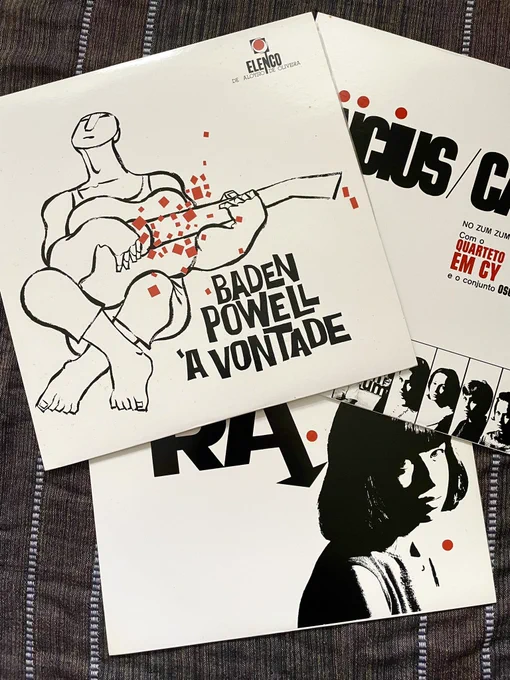 ELENCO
DE ALOYSIO DE OLIVEIRA
BADEN
POWELL
'A VONTADE
ICIUS/CA
NO ZUM ZUM
Com o
QUARTETO
EM CY
e o conjunto OS
RA